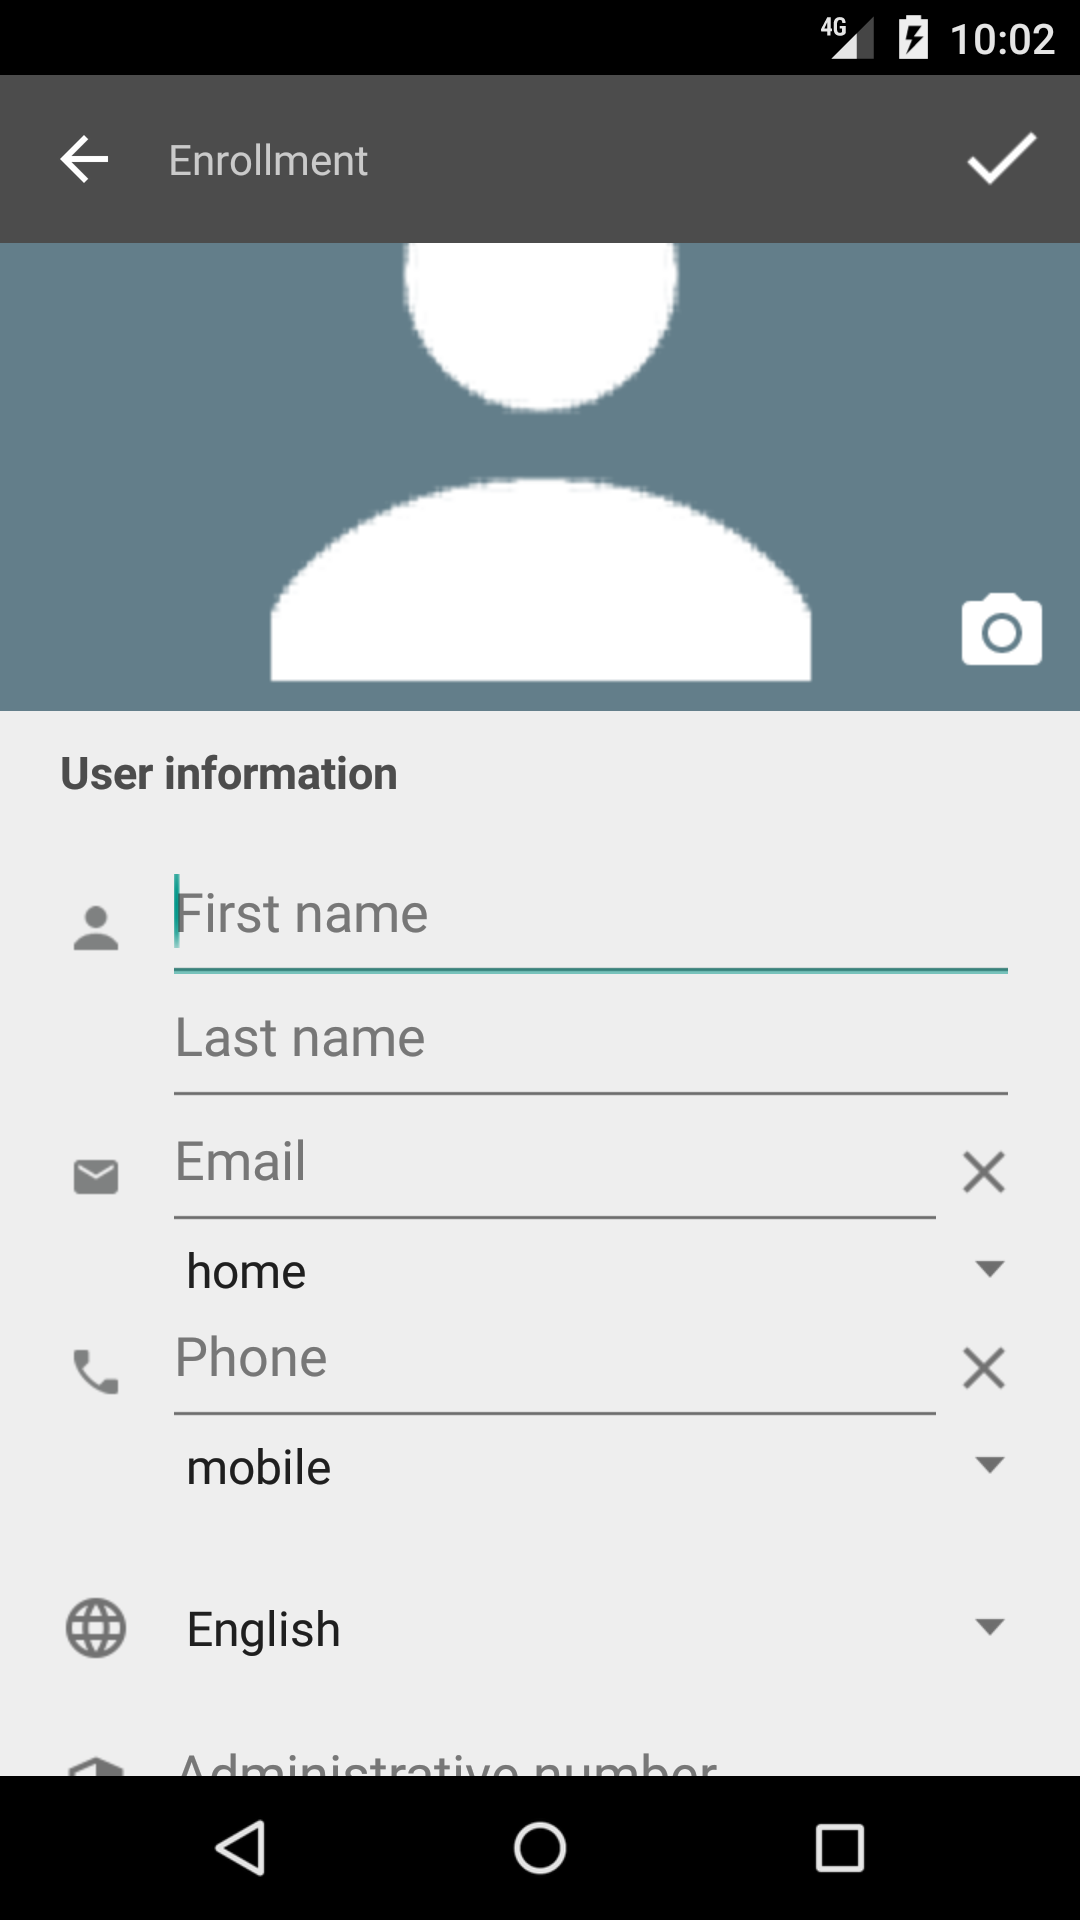 4G 10:02
Enrollment
User information
First name
Last name
Email
home
Phone
mobile
English
Administrative number